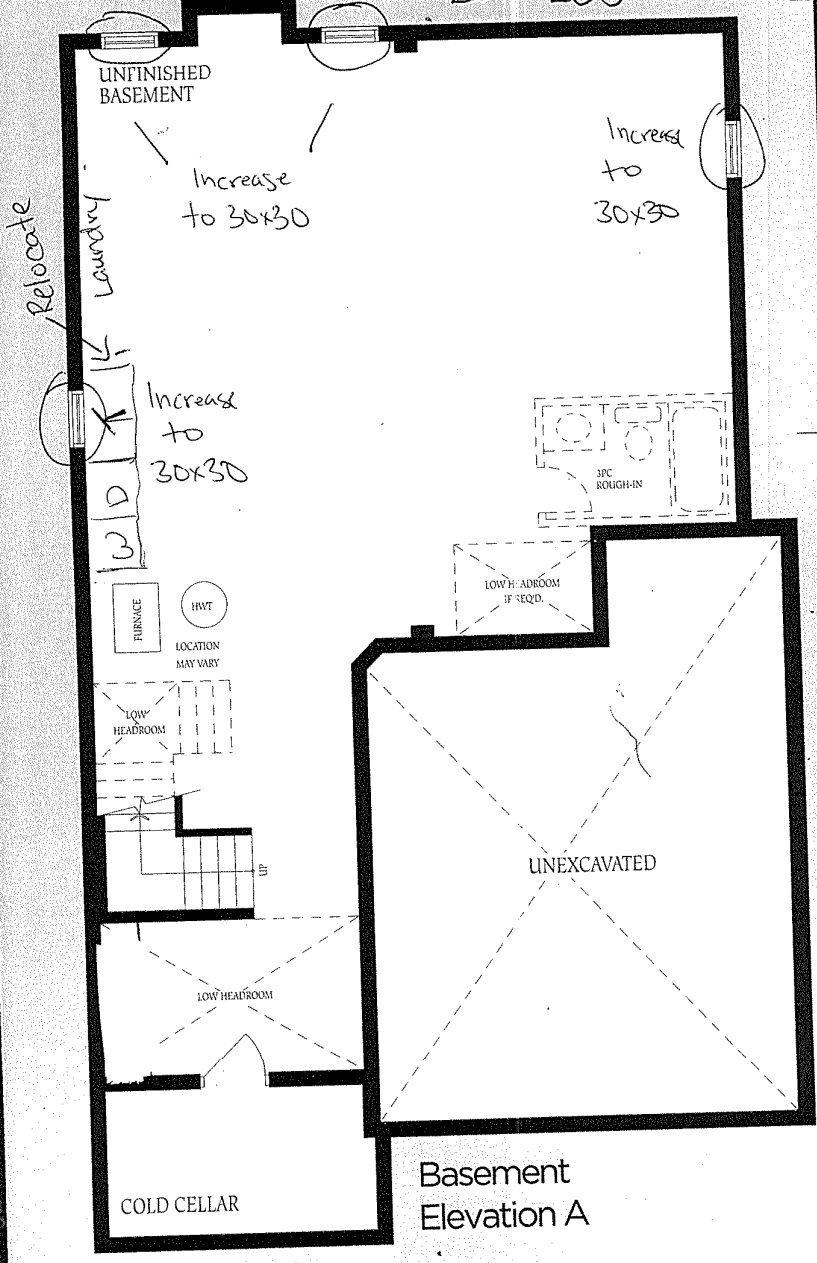 UNFINISHED
BASEMENT
Increase
to 30x30
Increase
to
30x30
Relocate
Laundry
Increase
to
30x30
D
W
3PC
ROUGH-IN
LOW HEADROOM
IF REQ'D.
FURNACE
HWT
LOCATION
MAY VARY
LOW
HEADROOM
UP
UNEXCAVATED
LOW HEADROOM
COLD CELLAR
Basement
Elevation A